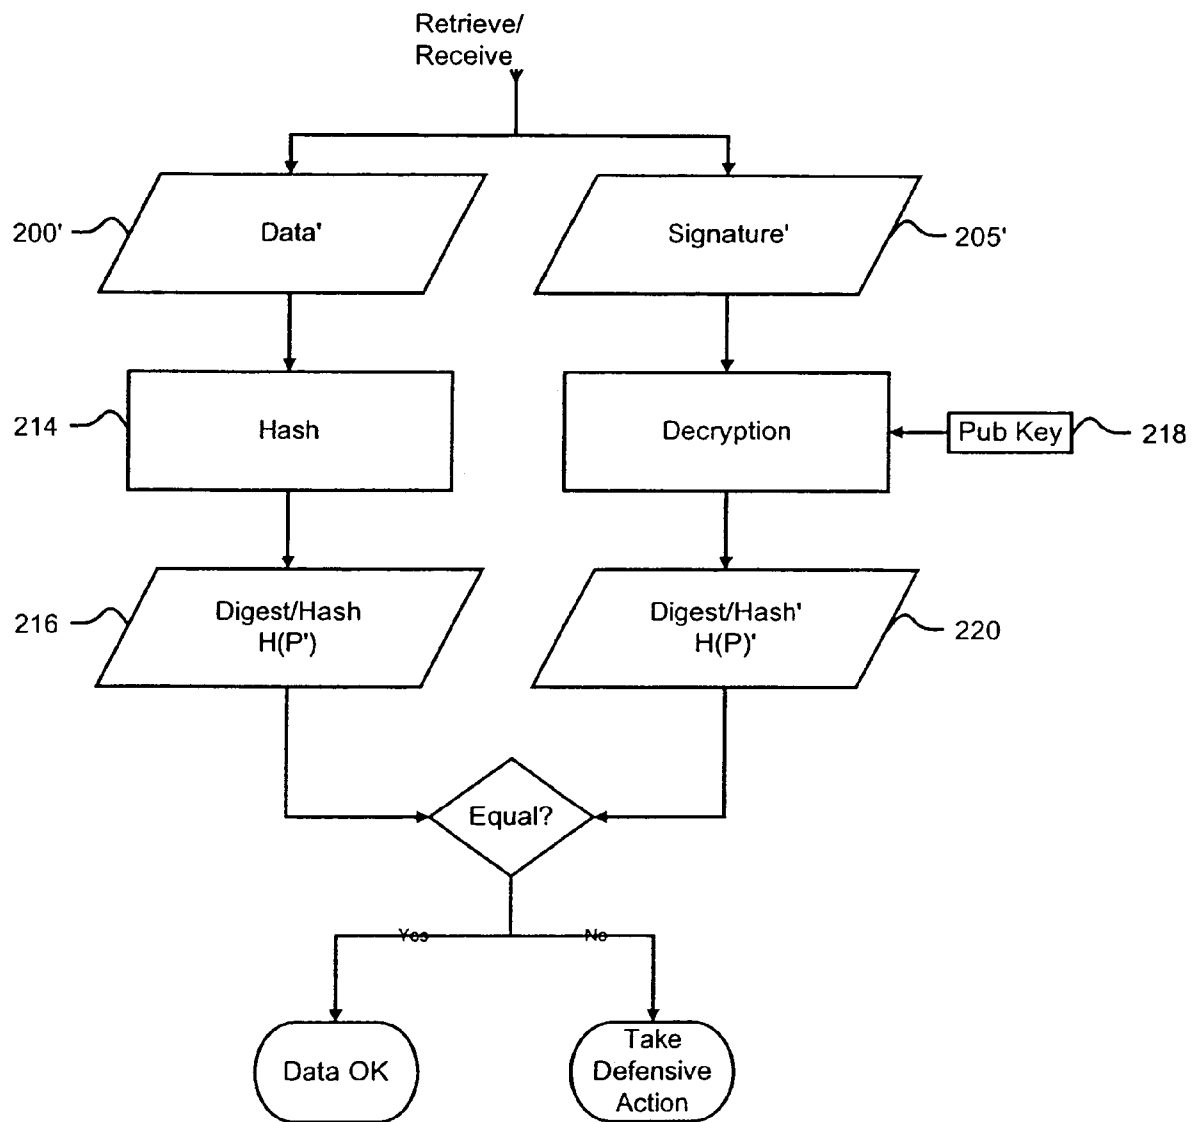 Retrieve/
Receive
200'
Data'
Signature'
205'
214
Hash
Decryption
Pub Key
218
216
Digest/Hash
H(P')
Digest/Hash'
H(P)'
220
Equal?
Yes
No
Data OK
Take
Defensive
Action